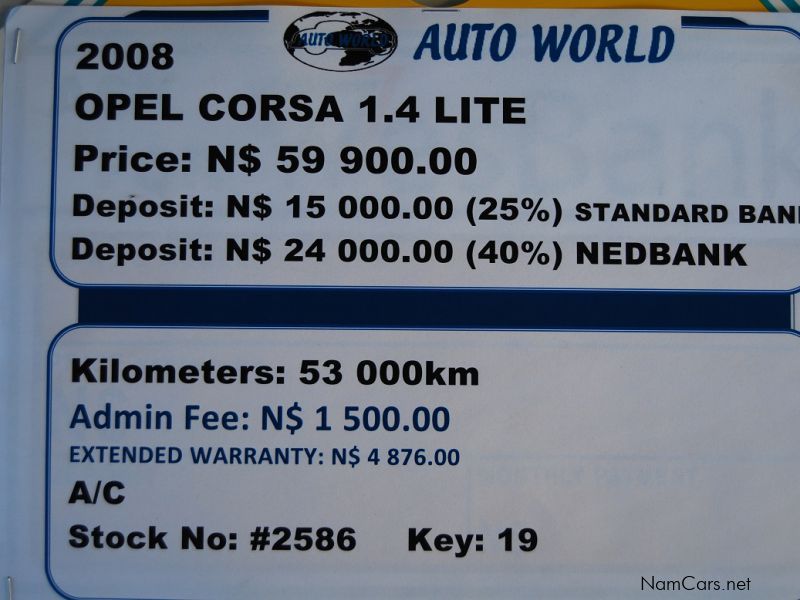 2008
AUTO WORLD
AUTO WORLD
OPEL CORSA 1.4 LITE
Price: N$ 59 900.00
Deposit: N$ 15 000.00 (25%) STANDARD BAN
Deposit: N$ 24 000.00 (40%) NEDBANK
Kilometers: 53 000km
Admin Fee: N$ 1 500.00
EXTENDED WARRANTY: N$ 4 876.00
A/C
Stock No: #2586 Key: 19
NamCars.net